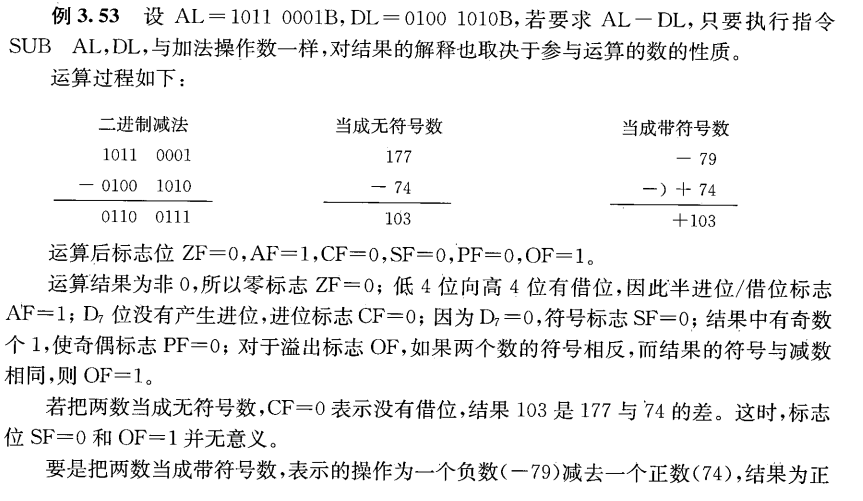 例 3.53 设 AL＝1011 0001B，DL＝0100 1010B，若要求 AL－DL，只要执行指令
SUB AL，DL，与加法操作数一样，对结果的解释也取决于参与运算的数的性质。
运算过程如下：
二进制减法 当成无符号数 当成带符号数
1011 0001 177 －79
－ 0100 1010 －74 －）＋74
0110 0111 103 ＋103
运算后标志位 ZF＝0，AF＝1，CF＝0，SF＝0，PF＝0，OF＝1。
运算结果为非 0，所以零标志 ZF＝0；低 4 位向高 4 位有借位，因此半进位/借位标志
AF＝1；D₇ 位没有产生进位，进位标志 CF＝0；因为 D₇＝0，符号标志 SF＝0；结果中有奇数
个 1，使奇偶标志 PF＝0；对于溢出标志 OF，如果两个数的符号相反，而结果的符号与减数
相同，则 OF＝1。
若把两数当成无符号数，CF＝0 表示没有借位，结果 103 是 177 与 74 的差。这时，标志
位 SF＝0 和 OF＝1 并无意义。
要是把两数当成带符号数，表示的操作为一个负数（－79）减去一个正数（74），结果为正